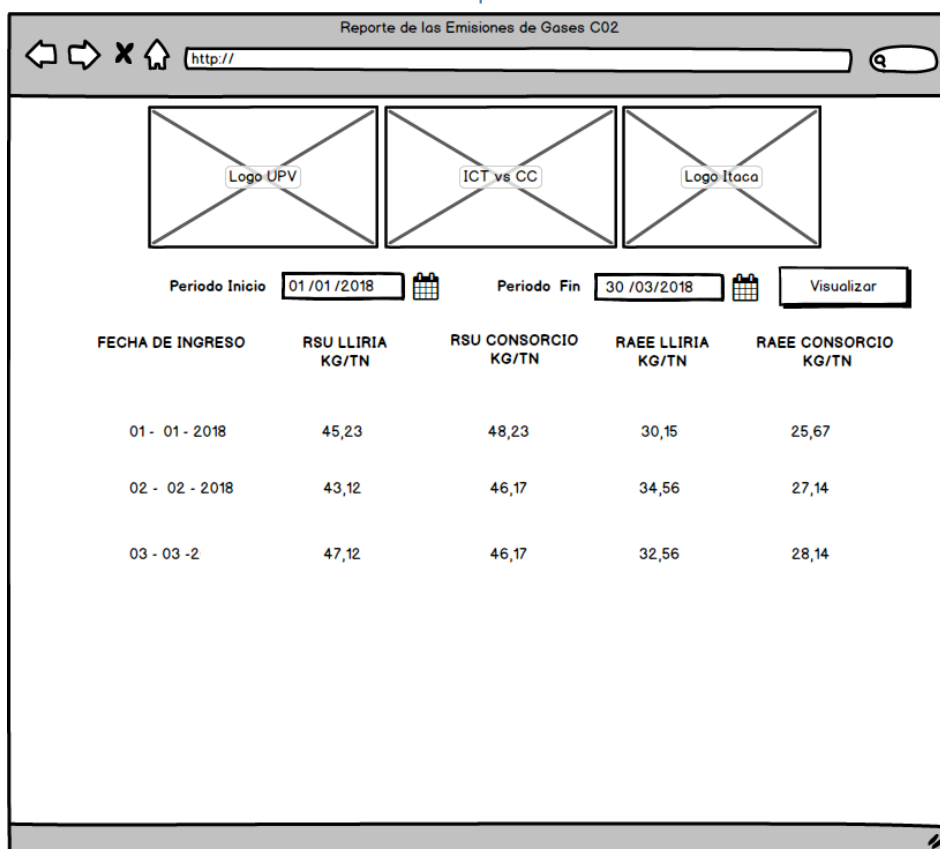 Reporte de las Emisiones de Gases C02
http://
Logo UPV
ICT vs CC
Logo Itaca
Periodo Inicio 01 /01 /2018 Periodo Fin 30 /03/2018 Visualizar
FECHA DE INGRESO RSU LLIRIA KG/TN RSU CONSORCIO KG/TN RAEE LLIRIA KG/TN RAEE CONSORCIO KG/TN
01 - 01 - 2018 45,23 48,23 30,15 25,67
02 - 02 - 2018 43,12 46,17 34,56 27,14
03 - 03 -2 47,12 46,17 32,56 28,14